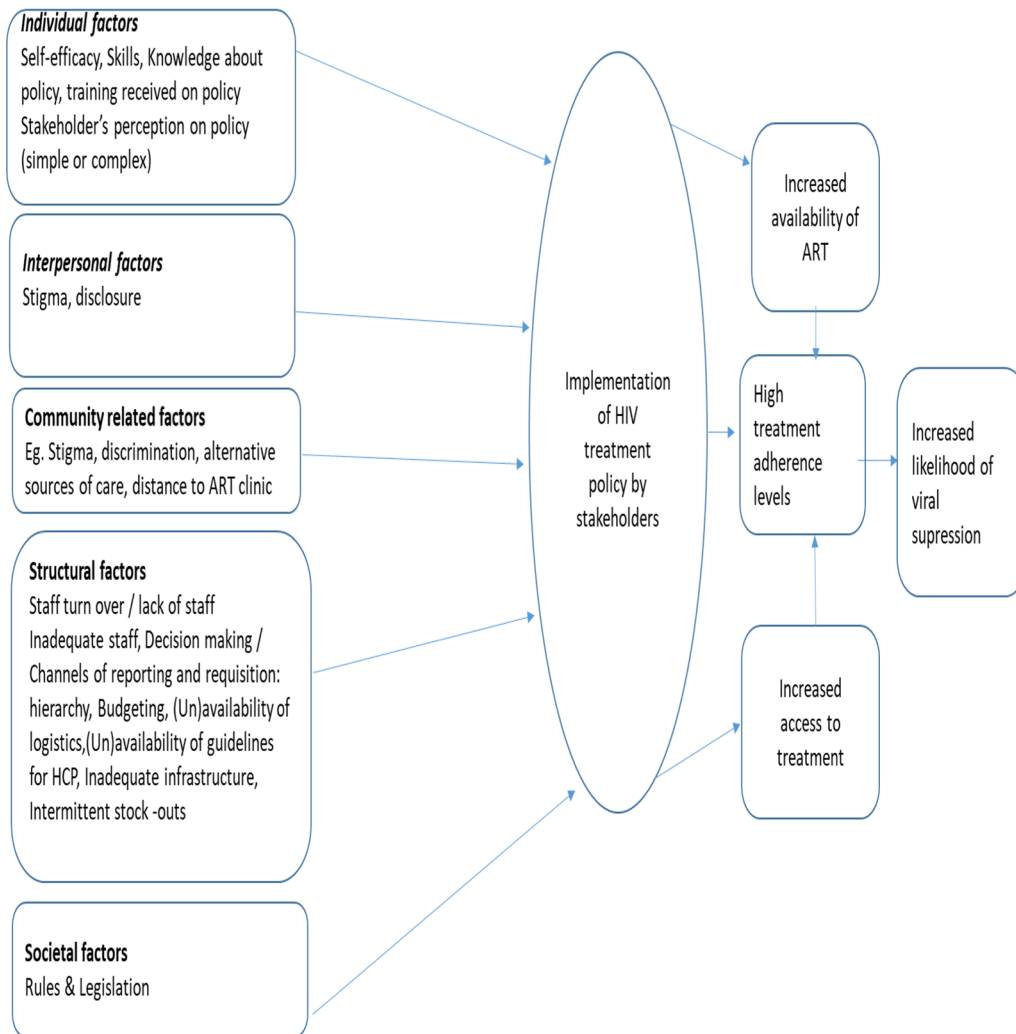 Individual factors
Self-efficacy, Skills, Knowledge about
policy, training received on policy
Stakeholder's perception on policy
(simple or complex)
Interpersonal factors
Stigma, disclosure
Community related factors
Eg. Stigma, discrimination, alternative
sources of care, distance to ART clinic
Structural factors
Staff turn over / lack of staff
Inadequate staff, Decision making /
Channels of reporting and requisition:
hierarchy, Budgeting, (Un)availability of
logistics,(Un)availability of guidelines
for HCP, Inadequate infrastructure,
Intermittent stock -outs
Societal factors
Rules & Legislation
Implementation
of HIV
treatment
policy by
stakeholders
Increased
availability of
ART
High
treatment
adherence
levels
Increased
access to
treatment
Increased
likelihood of
viral
supression